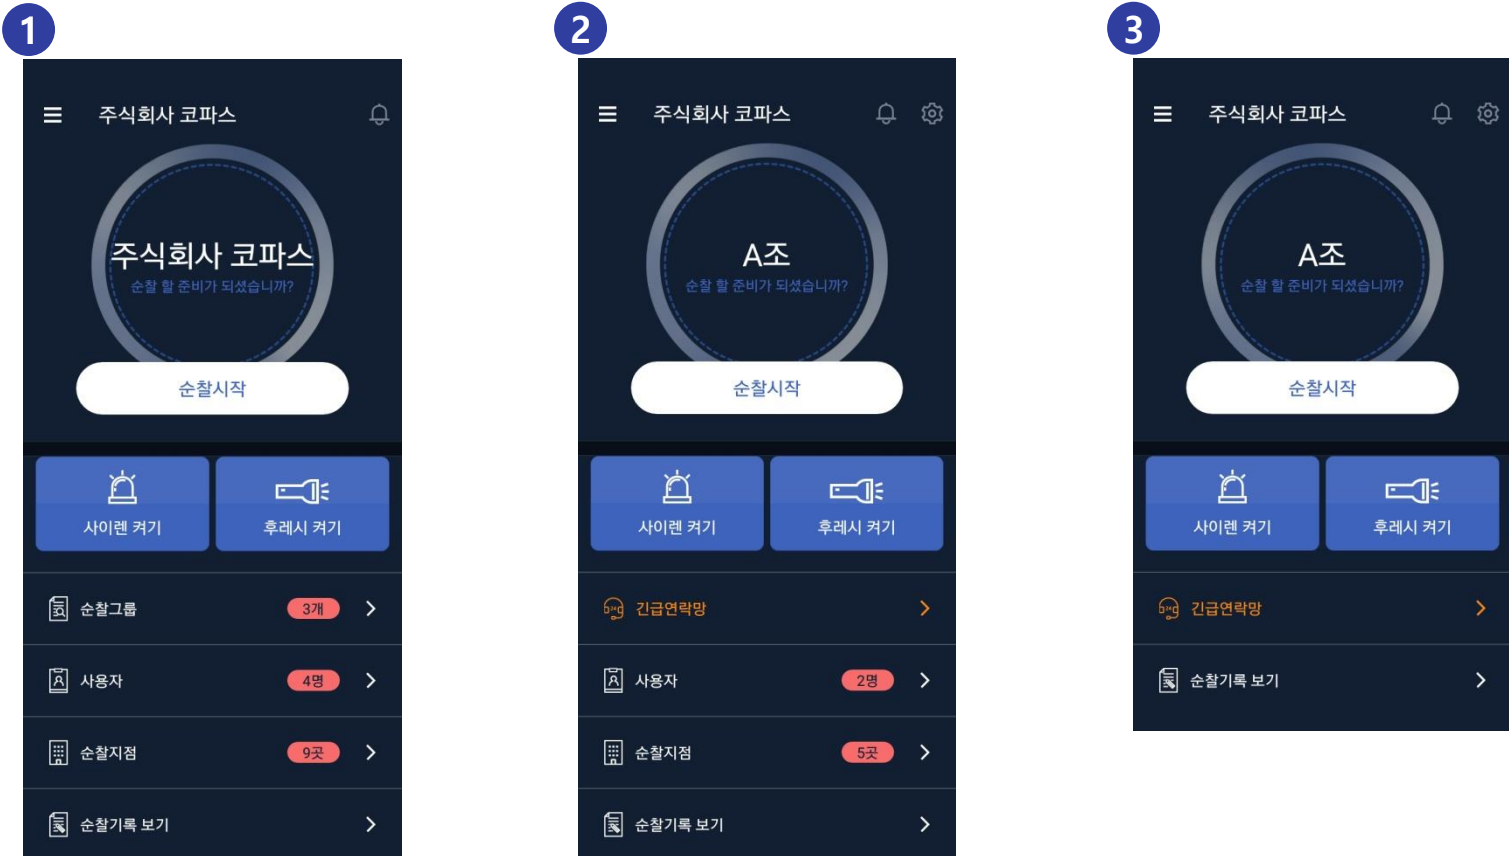 1
주식회사 코파스
주식회사 코파스
순찰 할 준비가 되셨습니까?
순찰시작
사이렌 켜기
후레시 켜기
순찰그룹
3개
사용자
4명
순찰지점
9곳
순찰기록 보기
2
주식회사 코파스
A조
순찰 할 준비가 되셨습니까?
순찰시작
사이렌 켜기
후레시 켜기
긴급연락망
사용자
2명
순찰지점
5곳
순찰기록 보기
3
주식회사 코파스
A조
순찰 할 준비가 되셨습니까?
순찰시작
사이렌 켜기
후레시 켜기
긴급연락망
순찰기록 보기